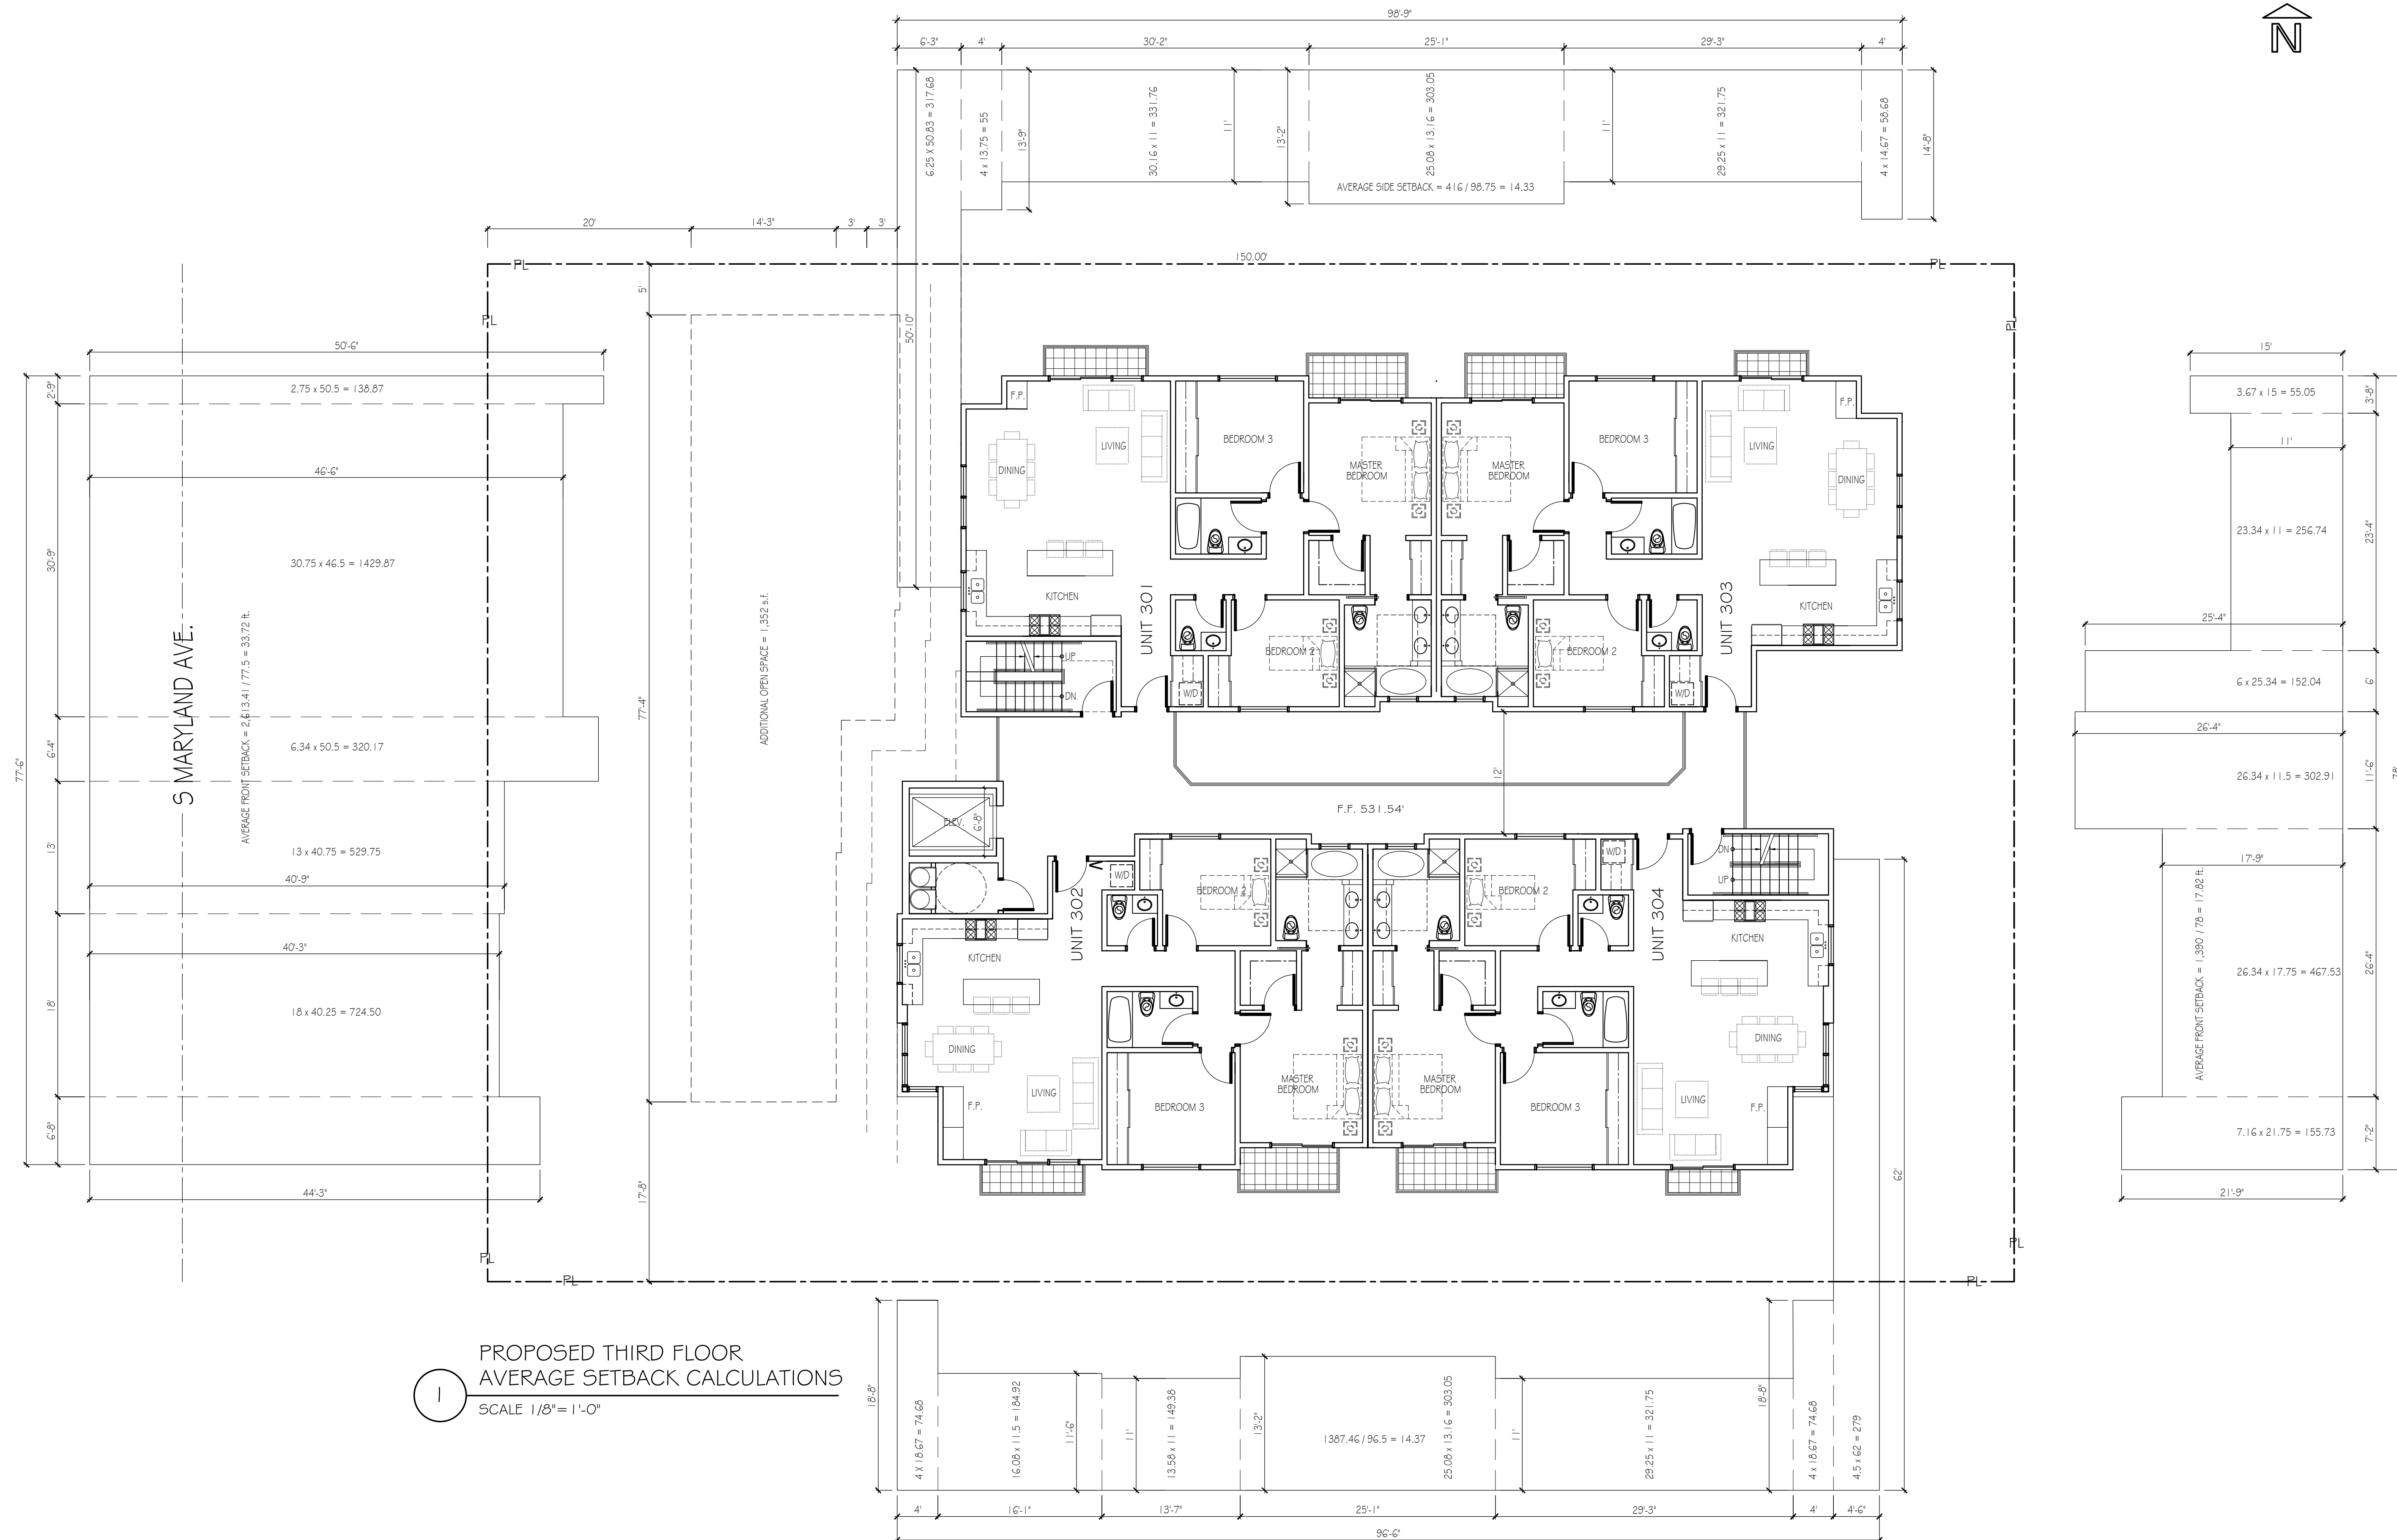 98'-9"
N
6'-3" 4' 30'-2" 25'-1" 29'-3" 4'
6.25 X 50.83 = 317.68
4 x 13.75 = 55
13'-9"
30.16 x 11 = 331.76
11'
13'-2"
25.08 x 13.16 = 303.05
11'
29.25 x 11 = 321.75
4 x 14.67 = 58.68
14'-8"
AVERAGE SIDE SETBACK = 416 / 98.75 = 14.33
20' 14'-3" 3' 3'
PL 150.00' PL
5'
PL
PL
50'-10"
50'-6"
2'-9"
2.75 x 50.5 = 138.87
46'-6"
30'-9"
30.75 x 46.5 = 1429.87
77'-6"
S MARYLAND AVE.
AVERAGE FRONT SETBACK = 2,613.41 / 77.5 = 33.72 ft.
6'-4"
6.34 x 50.5 = 320.17
13'
13 x 40.75 = 529.75
40'-9"
40'-3"
18'
18 x 40.25 = 724.50
6'-8"
44'-3"
77'-4"
ADDITIONAL OPEN SPACE = 1,352 s.f.
17'-8"
F.P.
LIVING
DINING
BEDROOM 3
MASTER
BEDROOM
KITCHEN
UNIT 301
BEDROOM 2
UP
DN
W/D
MASTER
BEDROOM
BEDROOM 3
LIVING
F.P.
DINING
KITCHEN
UNIT 303
BEDROOM 2
W/D
12'
F.F. 531.54'
ELEV.
6'-8"
W/D
UNIT 302
BEDROOM 2
KITCHEN
DINING
LIVING
F.P.
BEDROOM 3
MASTER
BEDROOM
BEDROOM 2
W/D
UNIT 304
DN
UP
KITCHEN
DINING
LIVING
F.P.
MASTER
BEDROOM
BEDROOM 3
15'
3.67 x 15 = 55.05
3'-8"
11'
23.34 x 11 = 256.74
23'-4"
25'-4"
6 x 25.34 = 152.04
6'
26'-4"
26.34 x 11.5 = 302.91
11'-6"
78'
17'-9"
AVERAGE FRONT SETBACK = 1,390 / 78 = 17.82 ft.
26.34 x 17.75 = 467.53
26'-4"
7.16 x 21.75 = 155.73
7'-2"
21'-9"
62'
PL
PL
PL
PL
1
PROPOSED THIRD FLOOR
AVERAGE SETBACK CALCULATIONS
SCALE 1/8"= 1'-0"
18'-8"
4 X 18.67 = 74.68
16.08 x 11.5 = 184.92
11'-6"
11'
13.58 x 11 = 149.38
13'-2"
1387.46 / 96.5 = 14.37
25.08 x 13.16 = 303.05
11'
29.25 x 11 = 321.75
18'-8"
4 x 18.67 = 74.68
4.5 x 62 = 279
4' 16'-1" 13'-7" 25'-1" 29'-3" 4' 4'-6"
96'-6"